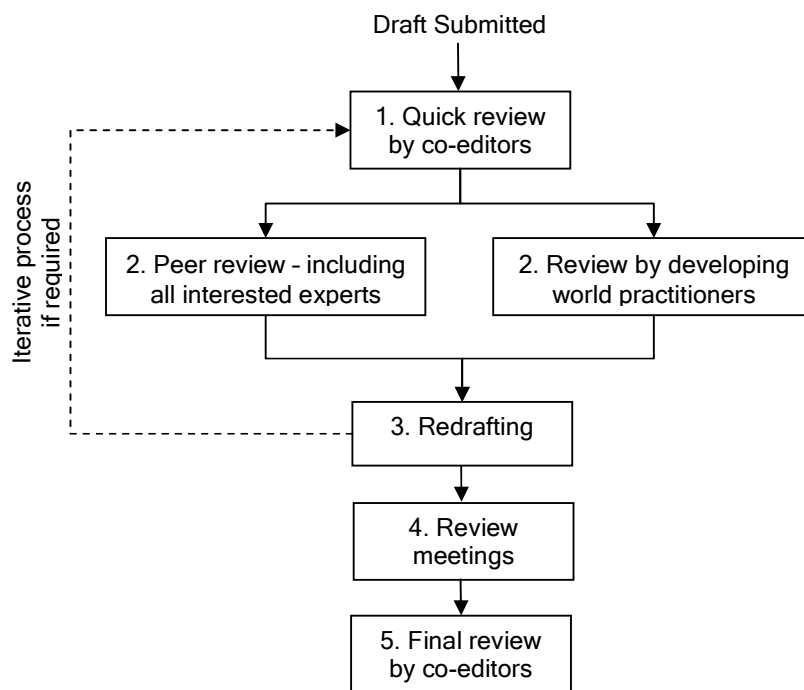 Draft Submitted
1. Quick review
by co-editors
Iterative process
if required
2. Peer review - including
all interested experts
2. Review by developing
world practitioners
3. Redrafting
4. Review
meetings
5. Final review
by co-editors